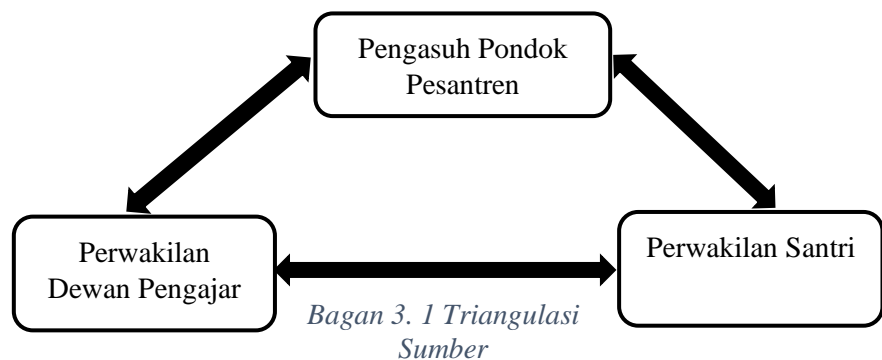 Pengasuh Pondok
Pesantren
Perwakilan
Dewan Pengajar
Perwakilan Santri
Bagan 3. 1 Triangulasi
Sumber